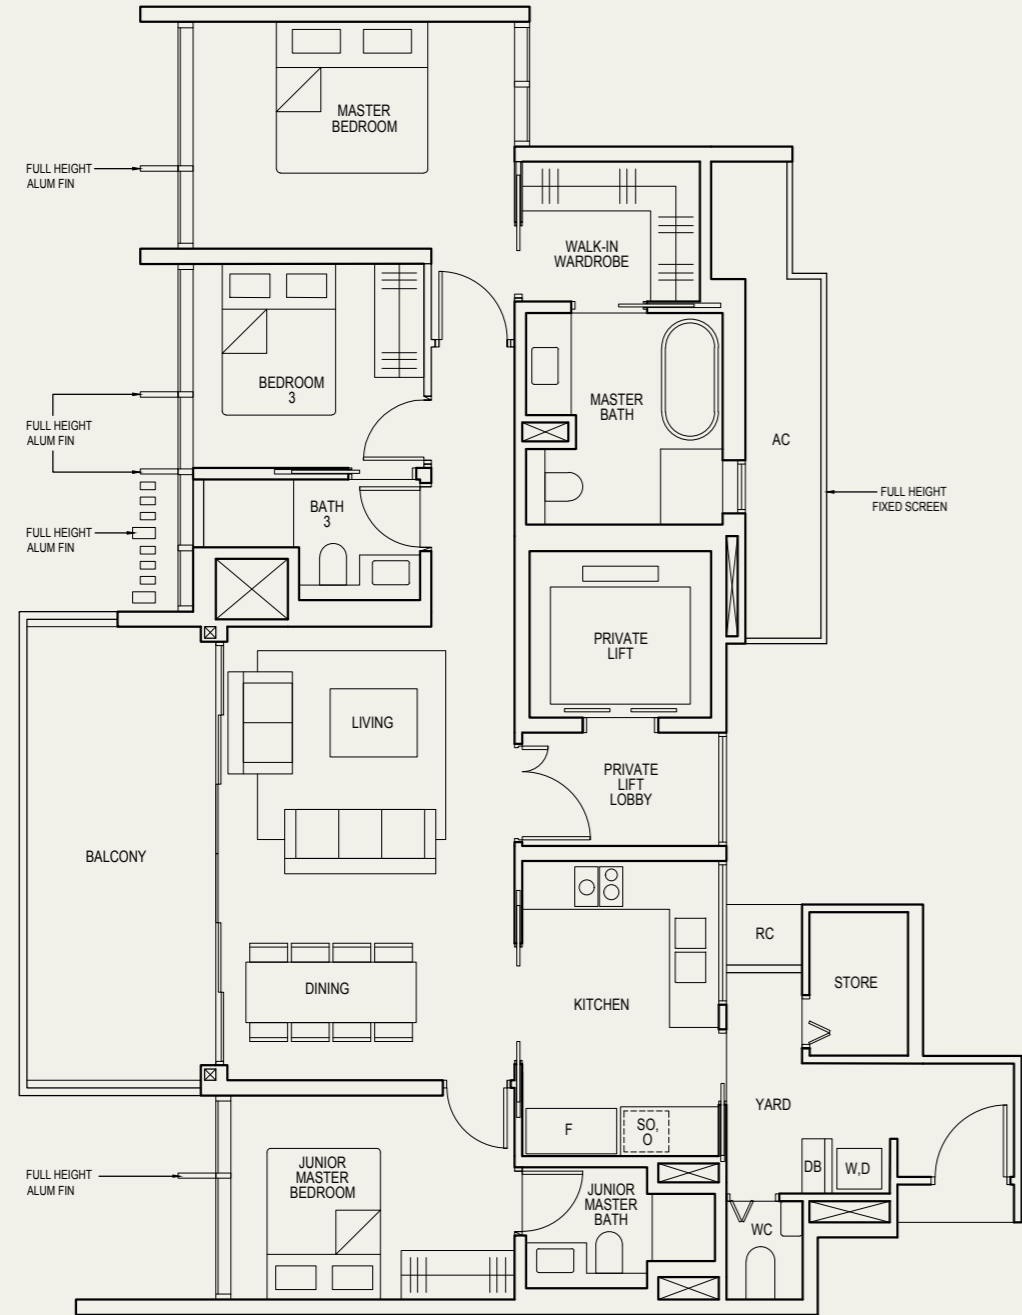 MASTER
BEDROOM
FULL HEIGHT
ALUM FIN
WALK-IN
WARDROBE
BEDROOM
3
MASTER
BATH
FULL HEIGHT
ALUM FIN
AC
FULL HEIGHT
FIXED SCREEN
BATH
3
FULL HEIGHT
ALUM FIN
PRIVATE
LIFT
LIVING
PRIVATE
LIFT
LOBBY
BALCONY
RC
STORE
DINING
KITCHEN
YARD
F
SO,
O
DB
W,D
FULL HEIGHT
ALUM FIN
JUNIOR
MASTER
BEDROOM
JUNIOR
MASTER
BATH
WC